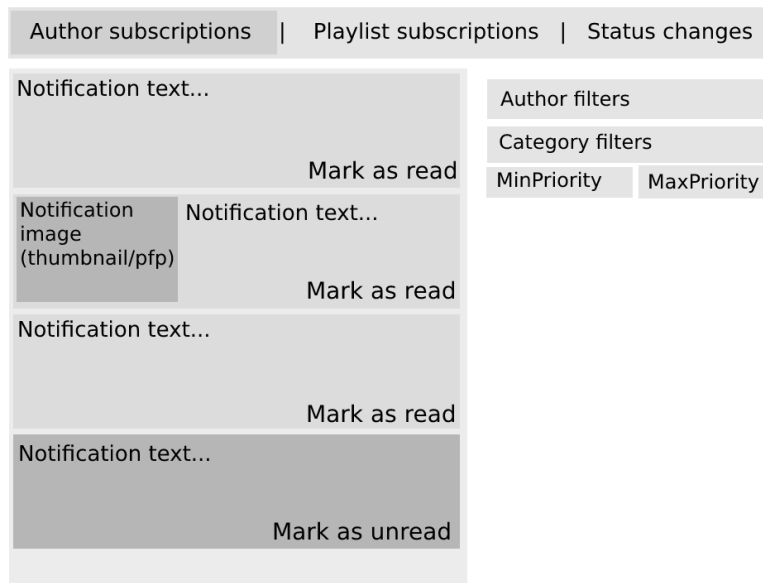 Author subscriptions | Playlist subscriptions | Status changes
Notification text...
Mark as read
Notification
image
(thumbnail/pfp)
Notification text...
Mark as read
Notification text...
Mark as read
Notification text...
Mark as unread
Author filters
Category filters
MinPriority MaxPriority